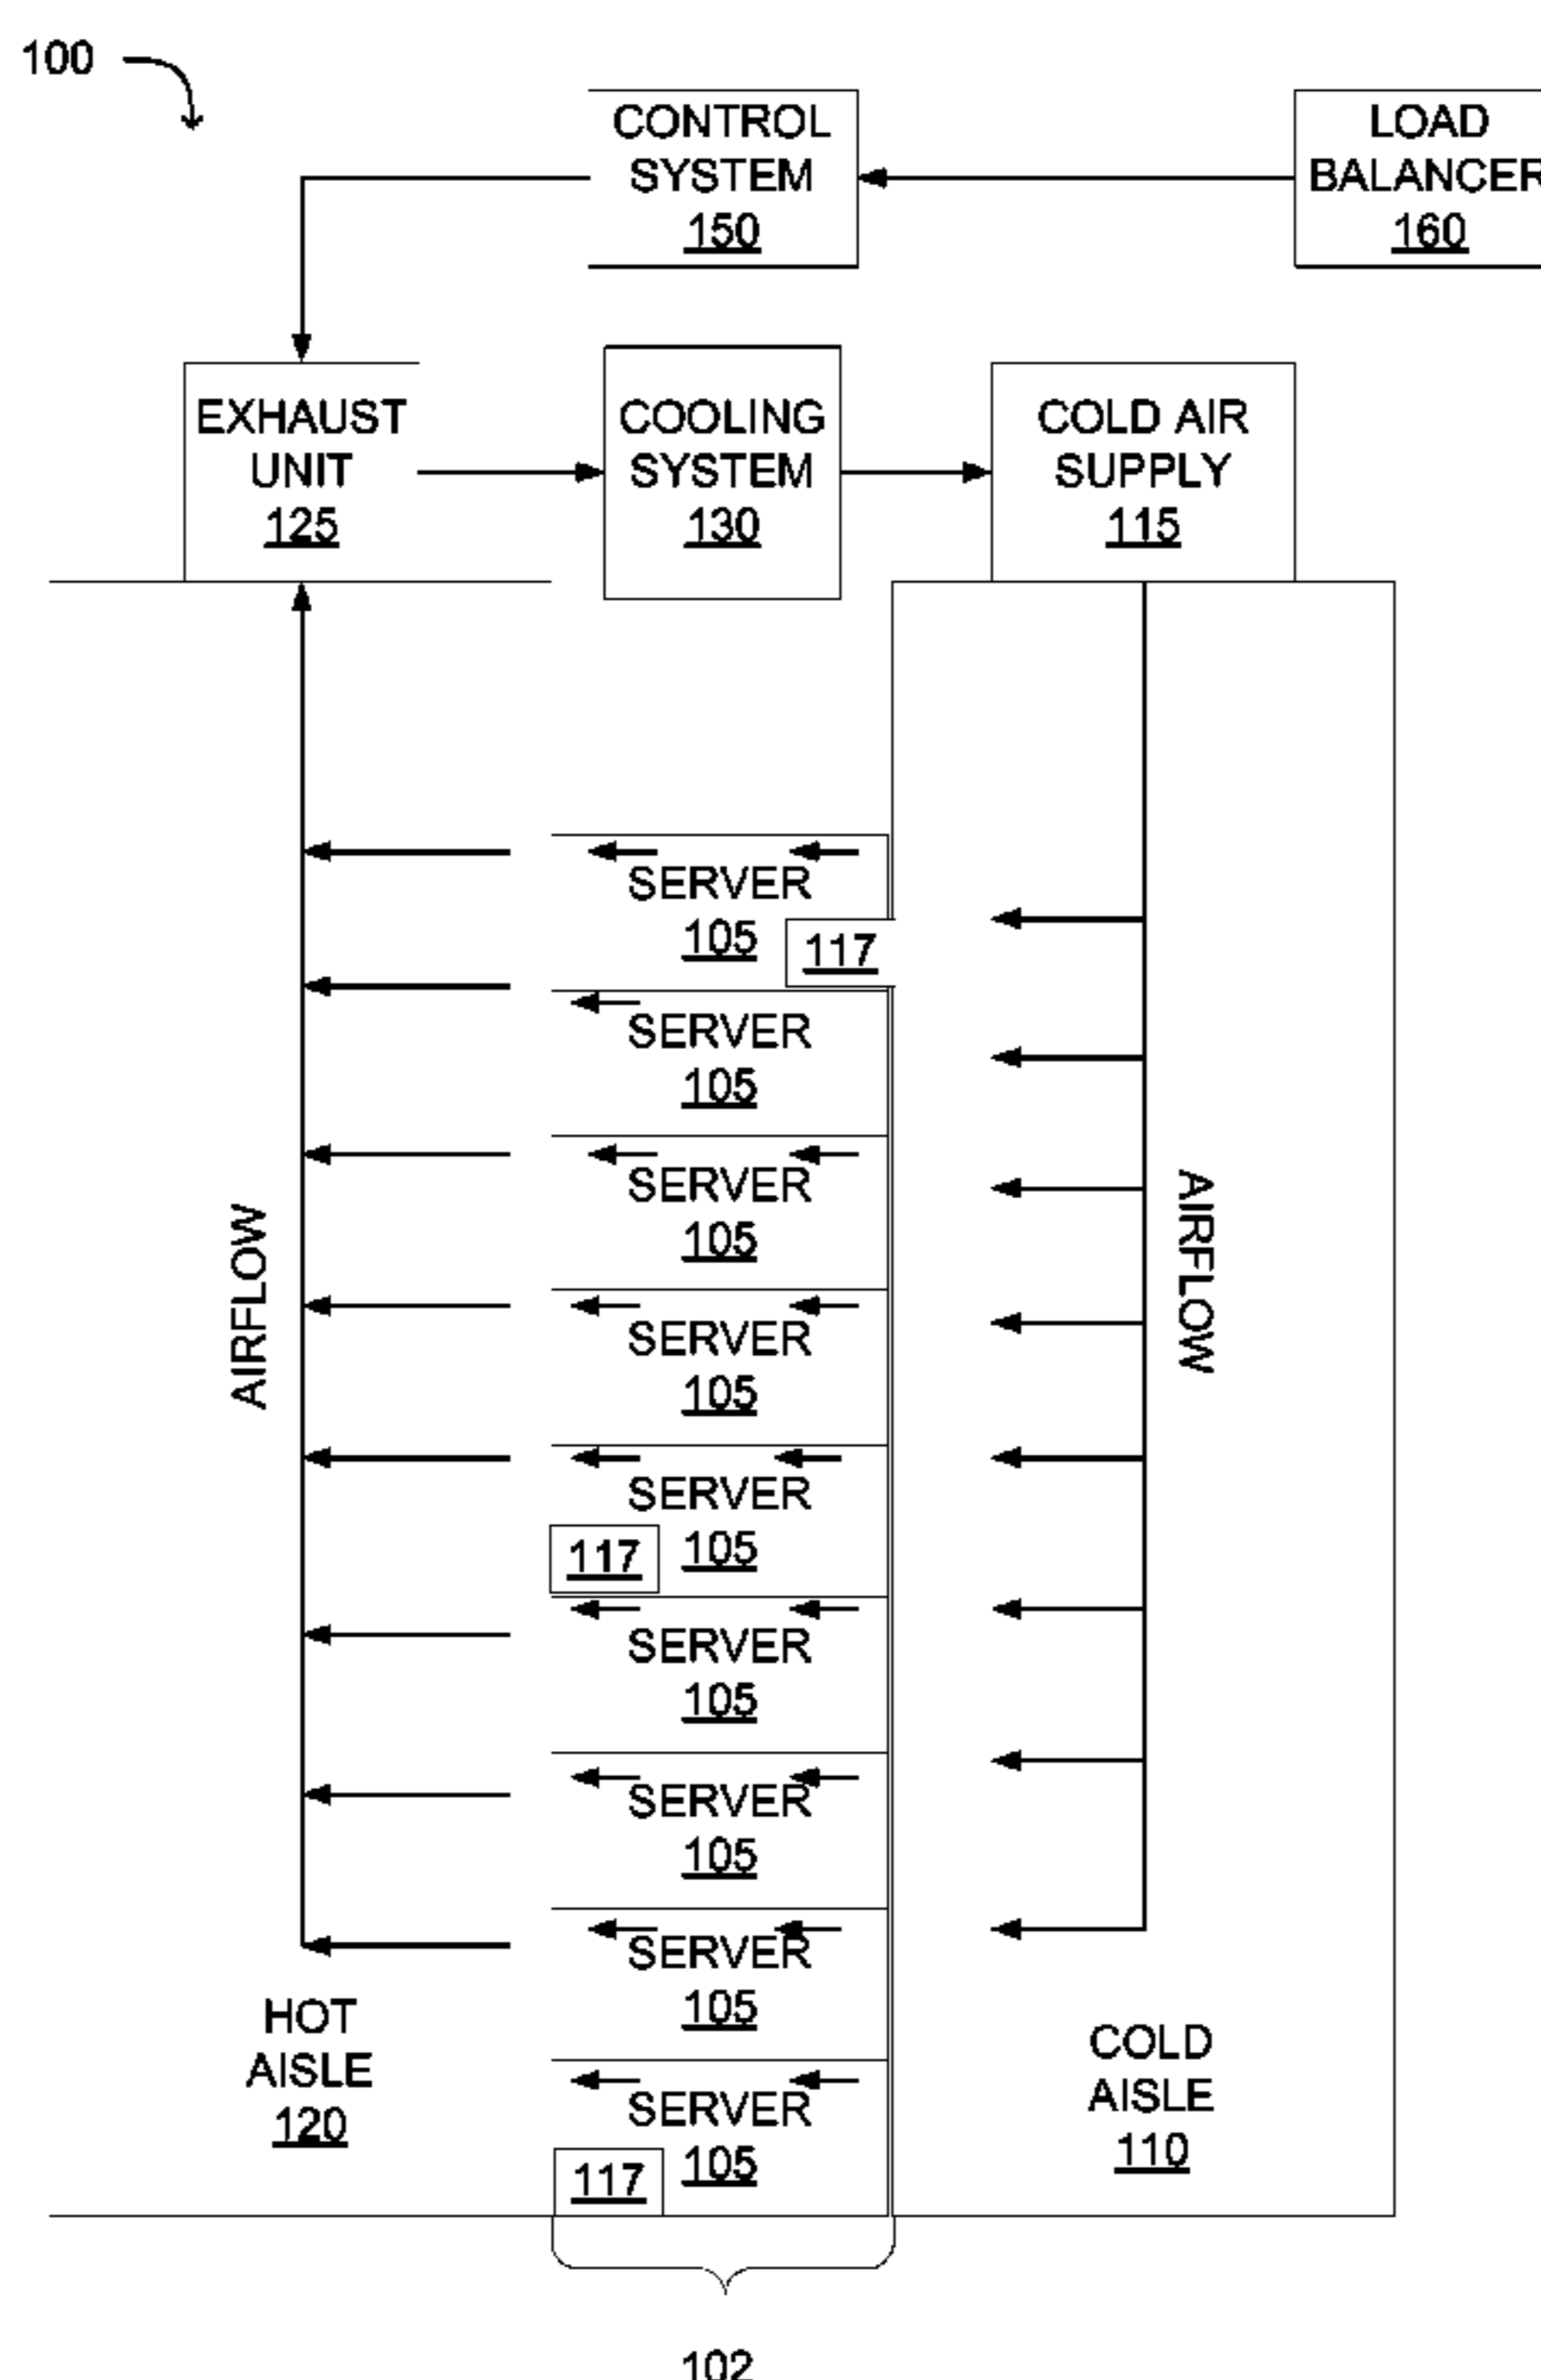 100
CONTROL
SYSTEM
150
LOAD
BALANCER
160
EXHAUST
UNIT
125
COOLING
SYSTEM
130
COLD AIR
SUPPLY
115
SERVER
105
117
SERVER
105
SERVER
105
SERVER
105
SERVER
105
117
SERVER
105
SERVER
105
SERVER
105
SERVER
105
117
AIRFLOW
AIRFLOW
HOT
AISLE
120
COLD
AISLE
110
102